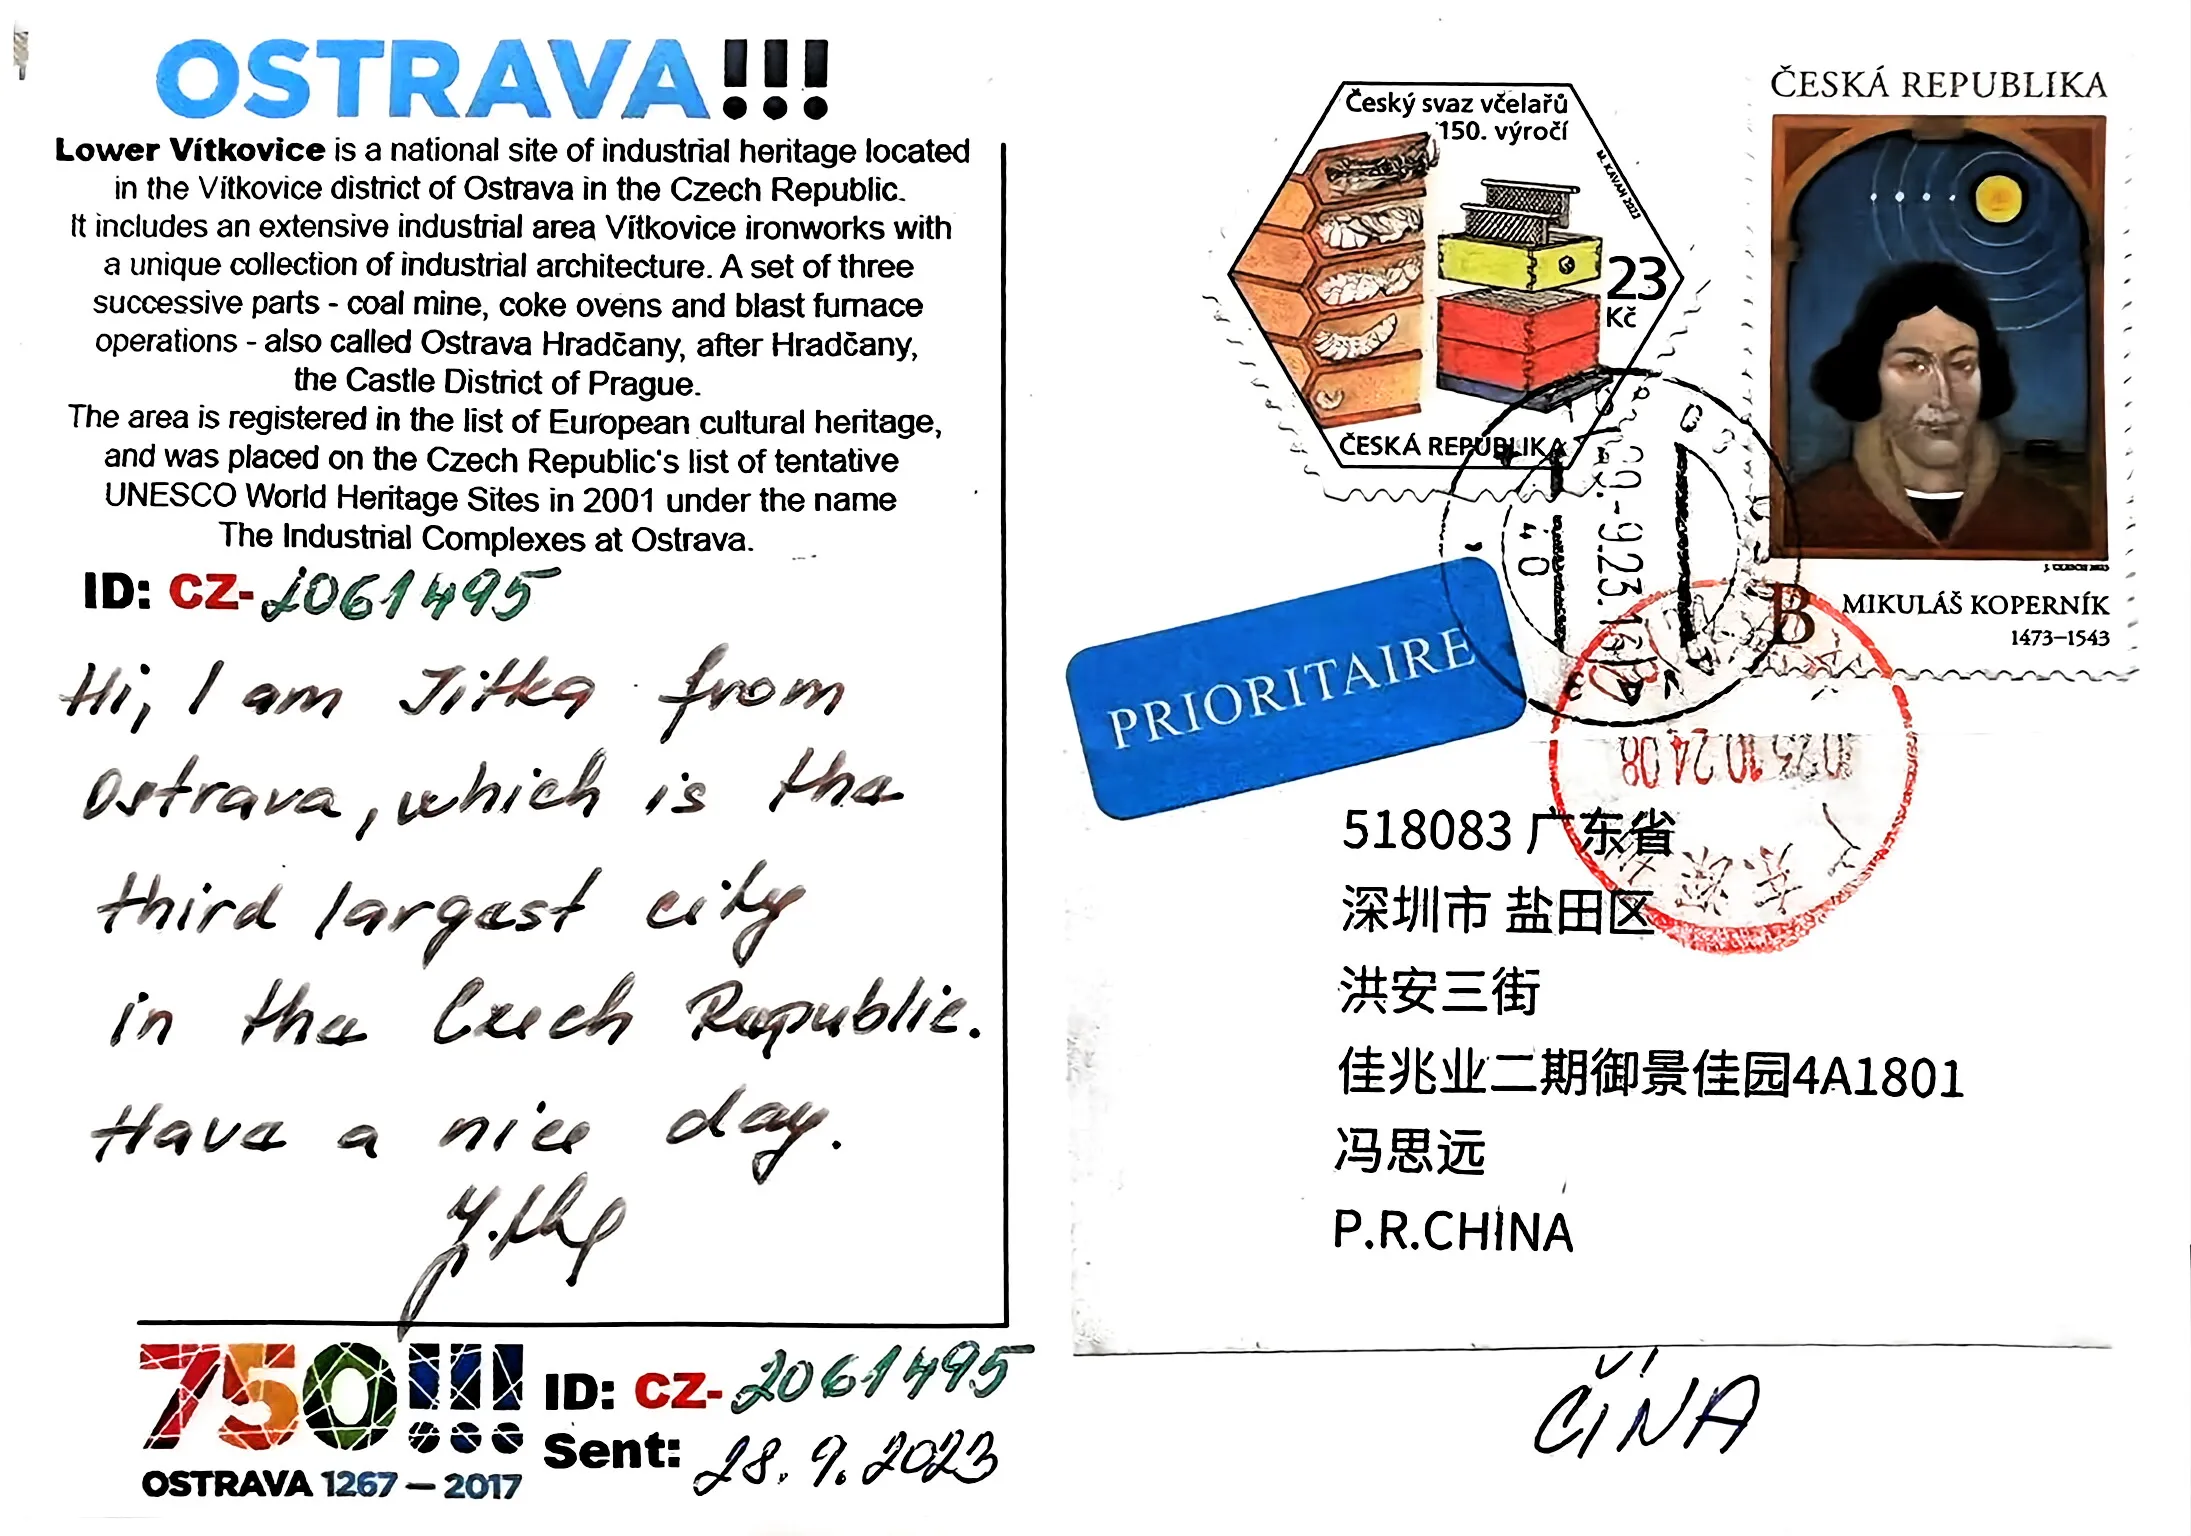 OSTRAVA!!!
Lower Vítkovice is a national site of industrial heritage located
in the Vítkovice district of Ostrava in the Czech Republic.
It includes an extensive industrial area Vítkovice ironworks with
a unique collection of industrial architecture. A set of three
successive parts - coal mine, coke ovens and blast furnace
operations - also called Ostrava Hradčany, after Hradčany,
the Castle District of Prague.
The area is registered in the list of European cultural heritage,
and was placed on the Czech Republic's list of tentative
UNESCO World Heritage Sites in 2001 under the name
The Industrial Complexes at Ostrava.
ID: CZ-2061495
Hi, I am Jitka from
Ostrava, which is the
third largest city
in the Czech Republic.
Have a nice day.
750!!!
OSTRAVA 1267 – 2017
ID: CZ-2061495
Sent: 28. 9. 2023
Český svaz včelařů
150. výročí
M. KAVAN 2023
23
Kč
ČESKÁ REPUBLIKA
ČESKÁ REPUBLIKA
B
MIKULÁŠ KOPERNÍK
1473–1543
PRIORITAIRE
518083 广东省
深圳市 盐田区
洪安三街
佳兆业二期御景佳园4A1801
冯思远
P.R.CHINA
ČÍNA